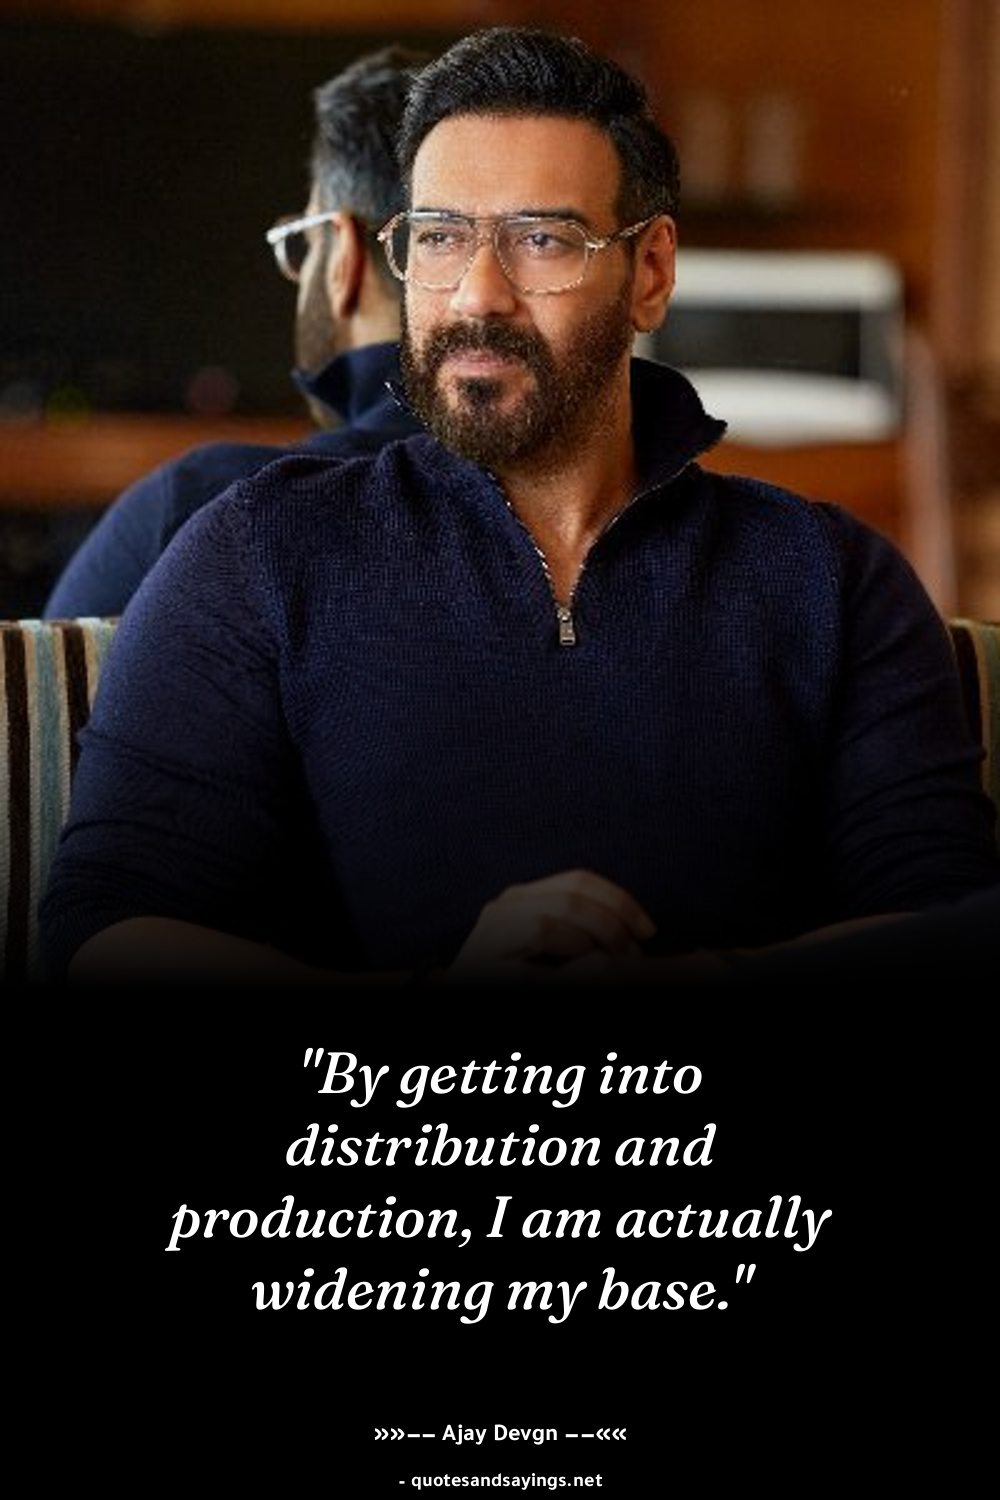 "By getting into
distribution and
production, I am actually
widening my base."
»»–– Ajay Devgn ––««
- quotesandsayings.net